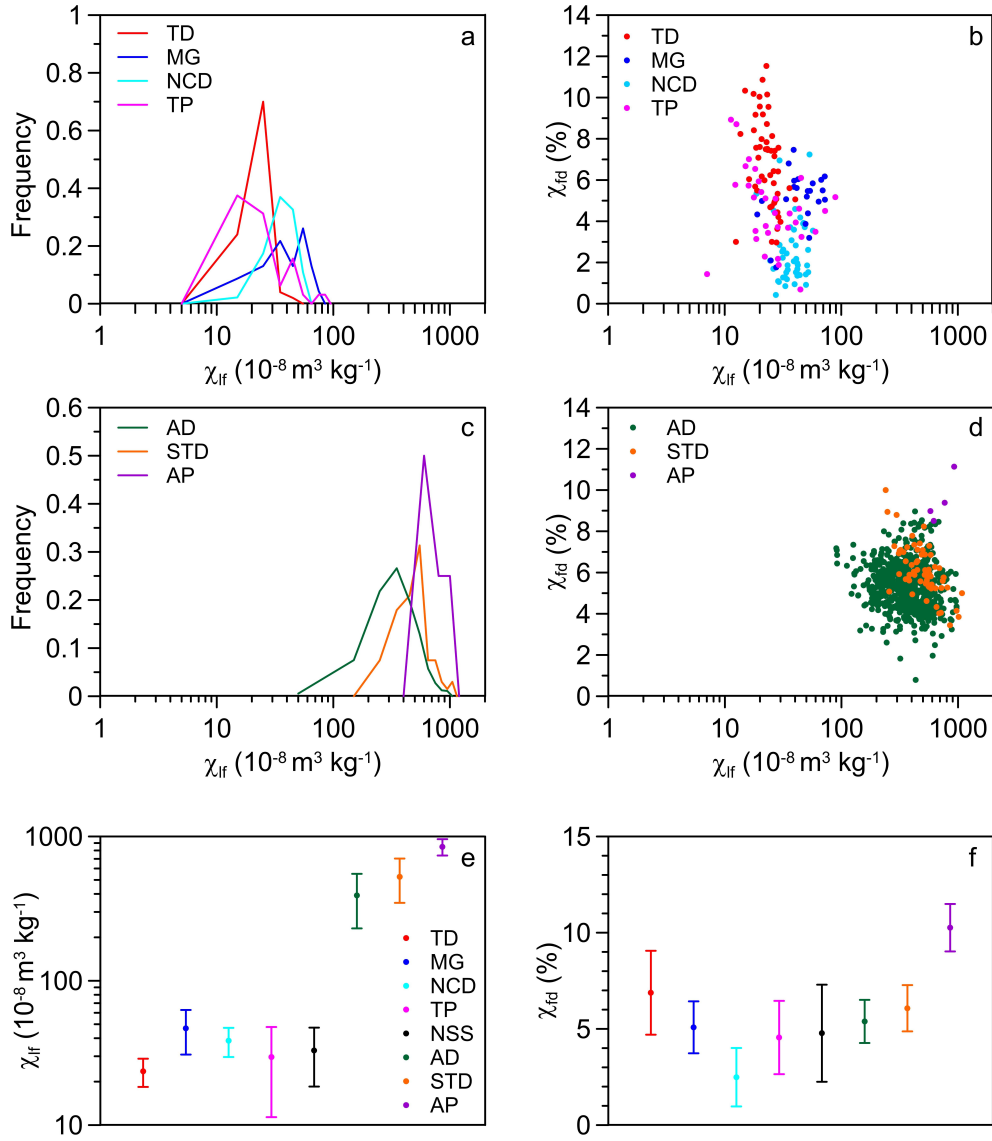 a
Frequency
1
0.8
0.6
0.4
0.2
0
TD
MG
NCD
TP
1 10 100 1000
χlf (10-8 m3 kg-1)
b
χfd (%)
14
12
10
8
6
4
2
0
TD
MG
NCD
TP
1 10 100 1000
χlf (10-8 m3 kg-1)
c
Frequency
0.6
0.5
0.4
0.3
0.2
0.1
0
AD
STD
AP
1 10 100 1000
χlf (10-8 m3 kg-1)
d
χfd (%)
14
12
10
8
6
4
2
0
AD
STD
AP
1 10 100 1000
χlf (10-8 m3 kg-1)
e
χlf (10-8 m3 kg-1)
1000
100
10
TD
MG
NCD
TP
NSS
AD
STD
AP
f
χfd (%)
15
10
5
0